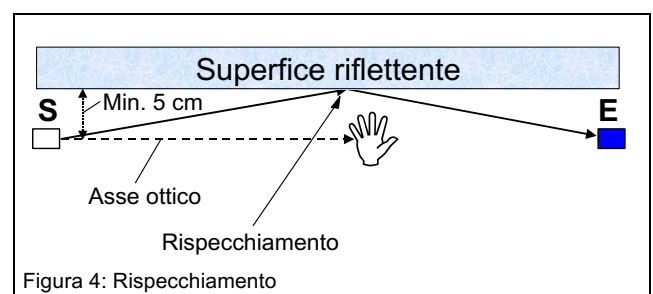 Superfice riflettente
Min. 5 cm
S
E
Asse ottico
Rispecchiamento
Figura 4: Rispecchiamento